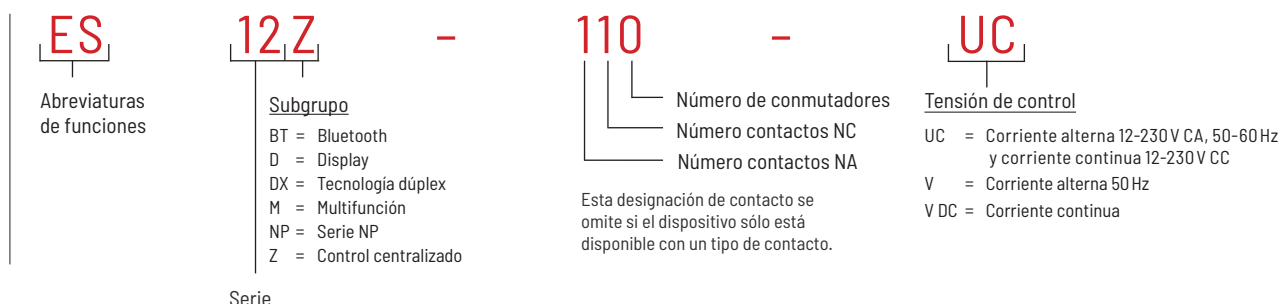 ES 12Z - 110 - UC
Abreviaturas
de funciones
Subgrupo
BT = Bluetooth
D = Display
DX = Tecnología dúplex
M = Multifunción
NP = Serie NP
Z = Control centralizado
Serie
Número de conmutadores
Número contactos NC
Número contactos NA
Esta designación de contacto se
omite si el dispositivo sólo está
disponible con un tipo de contacto.
Tensión de control
UC = Corriente alterna 12-230 V CA, 50-60 Hz
y corriente continua 12-230 V CC
V = Corriente alterna 50 Hz
V DC = Corriente continua